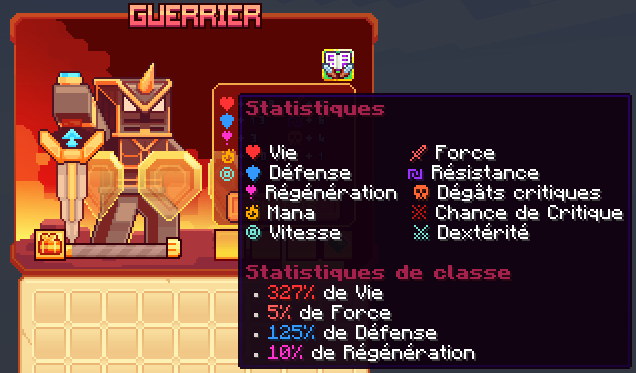 GUERRIER
Statistiques
Vie Force
Défense Résistance
Régénération Dégâts critiques
Mana Chance de Critique
Vitesse Dextérité
Statistiques de classe
• 327% de Vie
• 5% de Force
• 125% de Défense
• 10% de Régénération